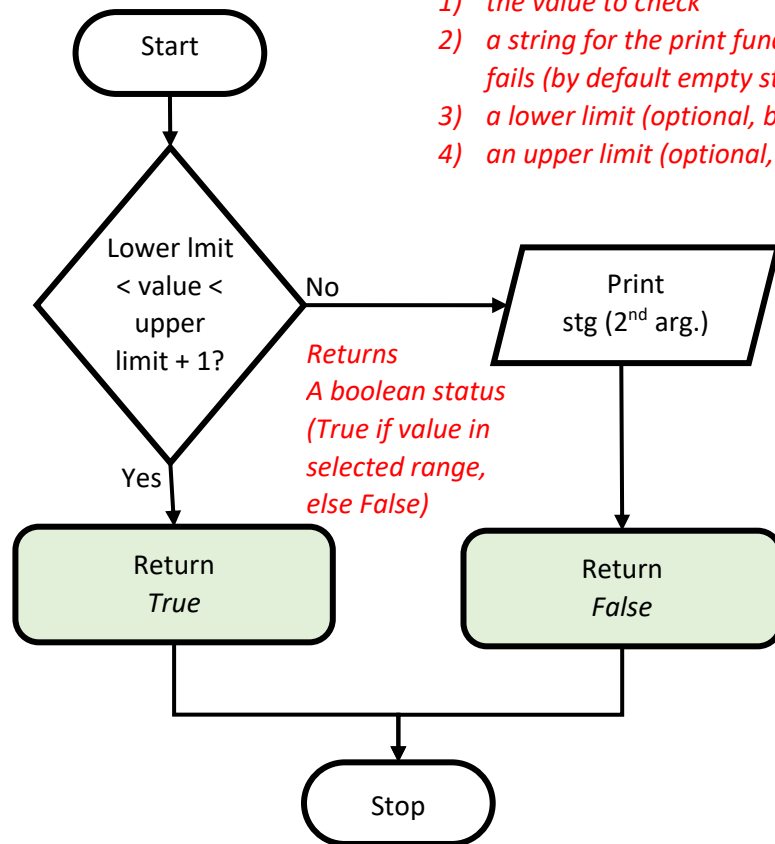 1) the value to check
Start
2) a string for the print
fails (by default empty
3) a lower limit (optional,
4) an upper limit (optional,
Lower lmit
< value <
upper
limit + 1?
No
Print
stg (2nd arg.)
Returns
A boolean status
(True if value in
selected range,
else False)
Yes
Return
True
Return
False
Stop